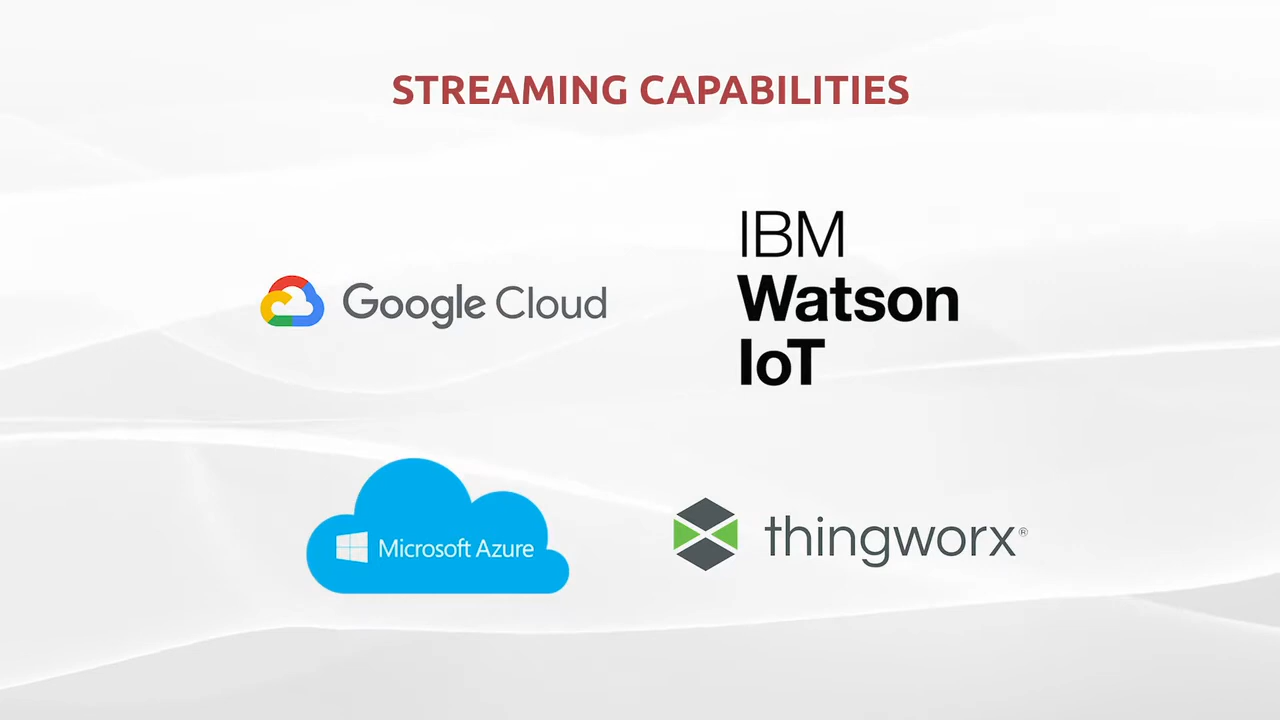 STREAMING CAPABILITIES
Google Cloud
IBM
Watson
IoT
Microsoft Azure
thingworx®